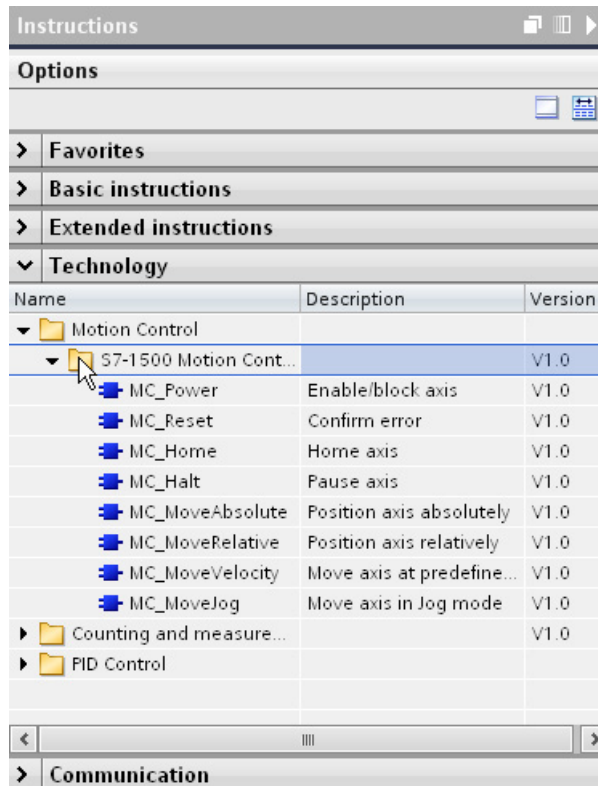 Instructions
Options
Favorites
Basic instructions
Extended instructions
Technology
Name Description Version
Motion Control
S7-1500 Motion Cont... V1.0
MC_Power Enable/block axis V1.0
MC_Reset Confirm error V1.0
MC_Home Home axis V1.0
MC_Halt Pause axis V1.0
MC_MoveAbsolute Position axis absolutely V1.0
MC_MoveRelative Position axis relatively V1.0
MC_MoveVelocity Move axis at predefine... V1.0
MC_MoveJog Move axis in Jog mode V1.0
Counting and measure... V1.0
PID Control
Communication